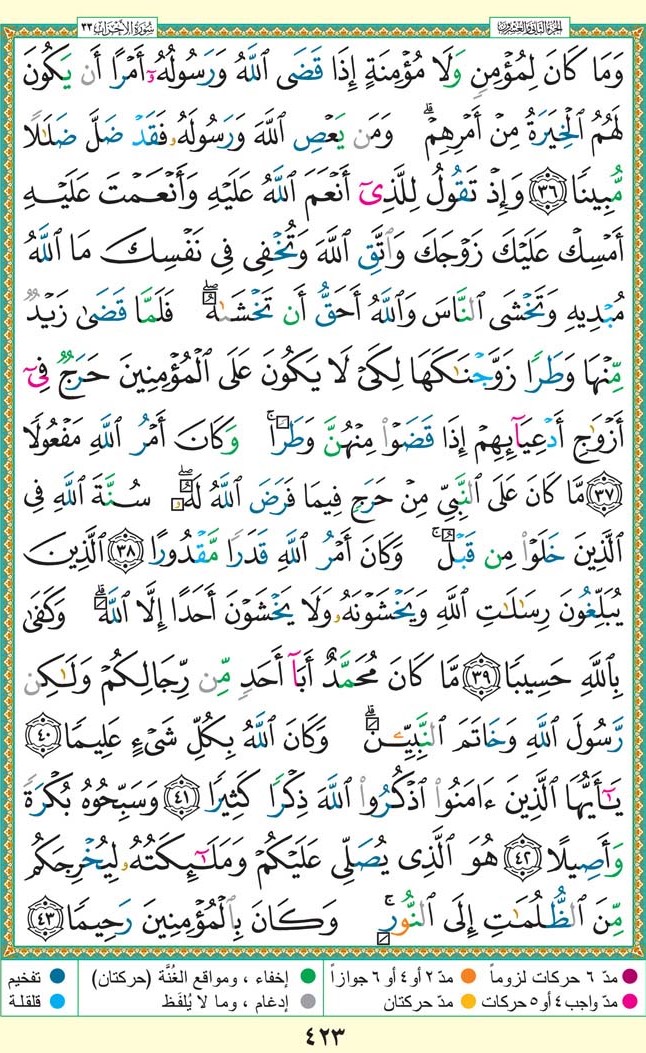 الجزء الثاني والعشرون
سورة الأحزاب ٣٣
وَمَا كَانَ لِمُؤْمِنٍ وَلَا مُؤْمِنَةٍ إِذَا قَضَى ٱللَّهُ وَرَسُولُهُۥٓ أَمْرًا أَن يَكُونَ
لَهُمُ ٱلْخِيَرَةُ مِنْ أَمْرِهِمْ ۗ وَمَن يَعْصِ ٱللَّهَ وَرَسُولَهُۥ فَقَدْ ضَلَّ ضَلَٰلًا
مُّبِينًا ٣٦ وَإِذْ تَقُولُ لِلَّذِىٓ أَنْعَمَ ٱللَّهُ عَلَيْهِ وَأَنْعَمْتَ عَلَيْهِ
أَمْسِكْ عَلَيْكَ زَوْجَكَ وَٱتَّقِ ٱللَّهَ وَتُخْفِى فِى نَفْسِكَ مَا ٱللَّهُ
مُبْدِيهِ وَتَخْشَى ٱلنَّاسَ وَٱللَّهُ أَحَقُّ أَن تَخْشَىٰهُ ۖ فَلَمَّا قَضَىٰ زَيْدٌ
مِّنْهَا وَطَرًا زَوَّجْنَٰكَهَا لِكَىْ لَا يَكُونَ عَلَى ٱلْمُؤْمِنِينَ حَرَجٌ فِىٓ
أَزْوَٰجِ أَدْعِيَآئِهِمْ إِذَا قَضَوْا۟ مِنْهُنَّ وَطَرًا ۚ وَكَانَ أَمْرُ ٱللَّهِ مَفْعُولًا
٣٧ مَّا كَانَ عَلَى ٱلنَّبِىِّ مِنْ حَرَجٍ فِيمَا فَرَضَ ٱللَّهُ لَهُۥ ۖ سُنَّةَ ٱللَّهِ فِى
ٱلَّذِينَ خَلَوْا۟ مِن قَبْلُ ۚ وَكَانَ أَمْرُ ٱللَّهِ قَدَرًا مَّقْدُورًا ٣٨ ٱلَّذِينَ
يُبَلِّغُونَ رِسَٰلَٰتِ ٱللَّهِ وَيَخْشَوْنَهُۥ وَلَا يَخْشَوْنَ أَحَدًا إِلَّا ٱللَّهَ ۗ وَكَفَىٰ
بِٱللَّهِ حَسِيبًا ٣٩ مَّا كَانَ مُحَمَّدٌ أَبَآ أَحَدٍ مِّن رِّجَالِكُمْ وَلَٰكِن
رَّسُولَ ٱللَّهِ وَخَاتَمَ ٱلنَّبِيِّۦنَ ۗ وَكَانَ ٱللَّهُ بِكُلِّ شَىْءٍ عَلِيمًا ٤٠
يَٰٓأَيُّهَا ٱلَّذِينَ ءَامَنُوا۟ ٱذْكُرُوا۟ ٱللَّهَ ذِكْرًا كَثِيرًا ٤١ وَسَبِّحُوهُ بُكْرَةً
وَأَصِيلًا ٤٢ هُوَ ٱلَّذِى يُصَلِّى عَلَيْكُمْ وَمَلَٰٓئِكَتُهُۥ لِيُخْرِجَكُم
مِّنَ ٱلظُّلُمَٰتِ إِلَى ٱلنُّورِ ۚ وَكَانَ بِٱلْمُؤْمِنِينَ رَحِيمًا ٤٣
مدّ ٦ حركات لزوماً
مدّ ٢ أو ٤ أو ٦ جوازاً
إخفاء ، ومواقع الغُنَّة (حركتان)
تفخيم
مدّ واجب ٤ أو ٥ حركات
مدّ حركتان
إدغام ، وما لا يُلفَظ
قلقلة
٤٢٣